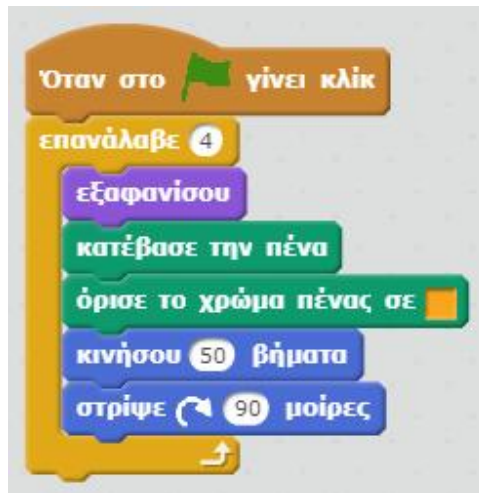 Όταν στο γίνει κλικ
επανάλαβε 4
εξαφανίσου
κατέβασε την πένα
όρισε το χρώμα πένας σε
κινήσου 50 βήματα
στρίψε 90 μοίρες